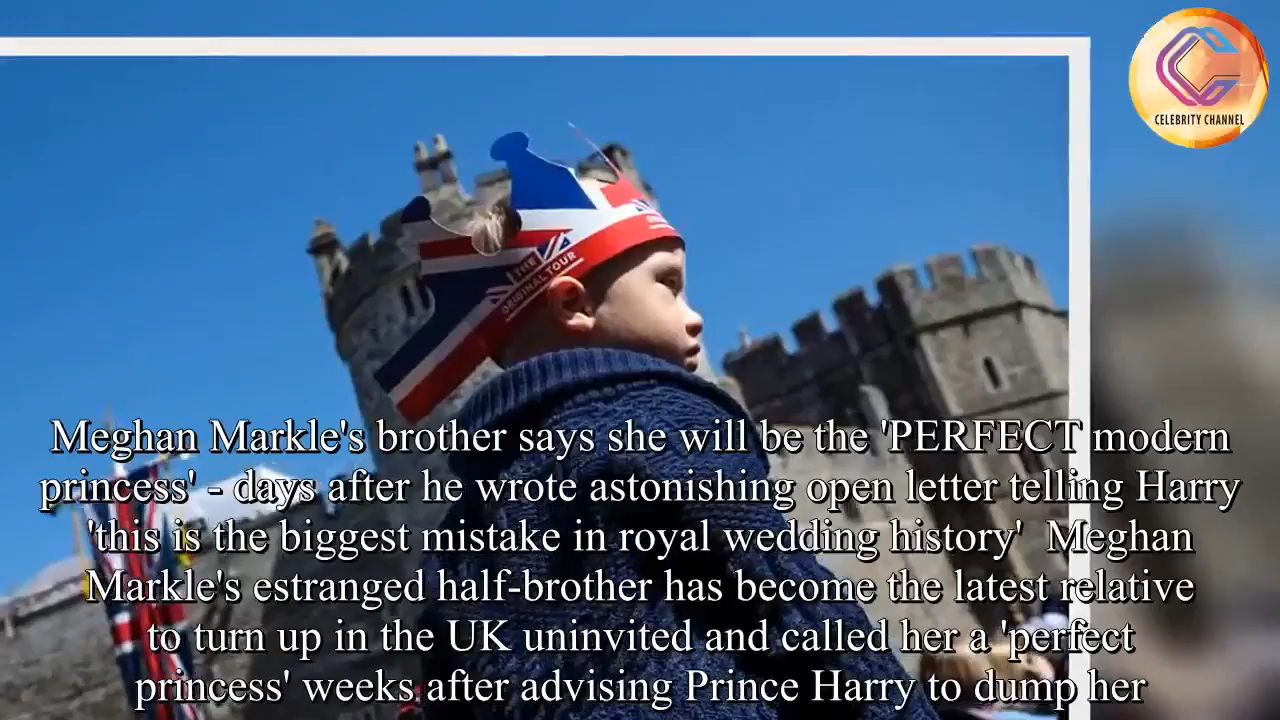 CELEBRITY CHANNEL
THE
ORIGINAL TOUR
Meghan Markle's brother says she will be the 'PERFECT modern
princess' - days after he wrote astonishing open letter telling Harry
'this is the biggest mistake in royal wedding history'  Meghan
Markle's estranged half-brother has become the latest relative
to turn up in the UK uninvited and called her a 'perfect
princess' weeks after advising Prince Harry to dump her